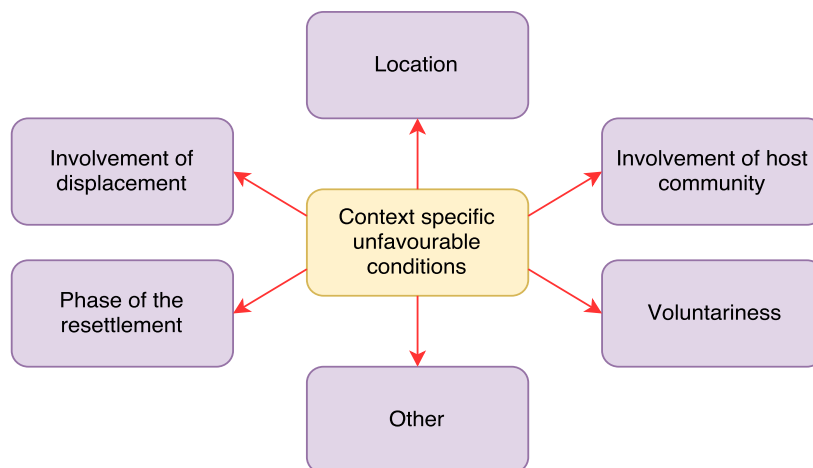 Location
Involvement of
displacement
Involvement of host
community
Context specific
unfavourable
conditions
Phase of the
resettlement
Voluntariness
Other